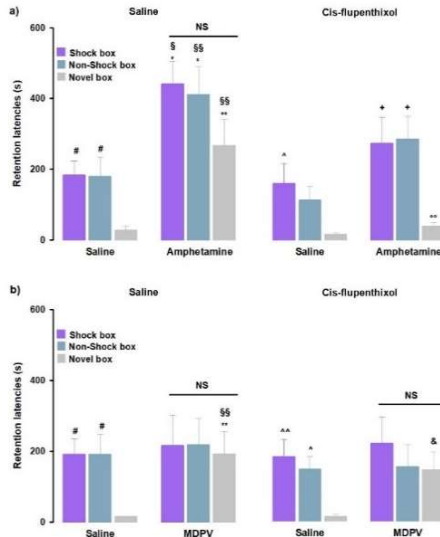 a)
Saline
Cis-flupenthixol
Retention latencies (s)
600
400
200
0
Shock box
Non-Shock box
Novel box
# #
§ * §§ * NS §§ **
^
+ + **
Saline
Amphetamine
Saline
Amphetamine
b)
Saline
Cis-flupenthixol
Retention latencies (s)
600
400
200
0
Shock box
Non-Shock box
Novel box
# #
NS §§ **
^^ ^
NS &
Saline
MDPV
Saline
MDPV